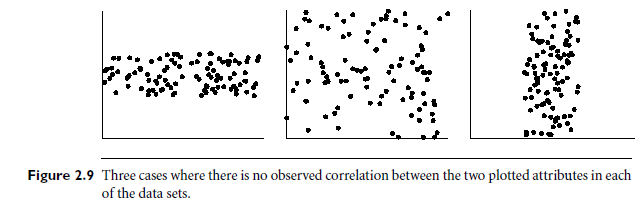 Figure 2.9 Three cases where there is no observed correlation between the two plotted attributes in each
of the data sets.